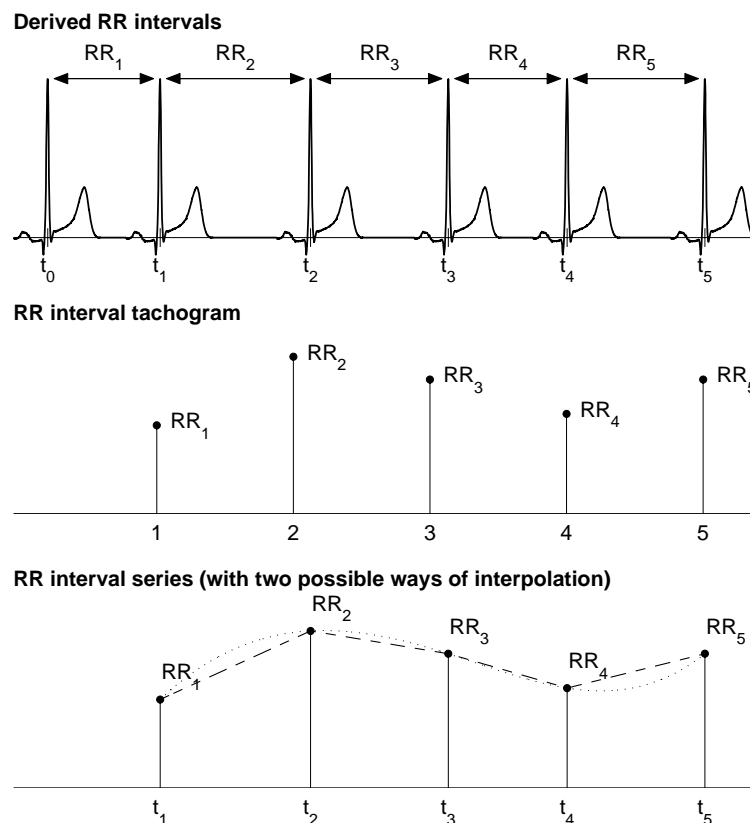 Derived RR intervals
RR₁ RR₂ RR₃ RR₄ RR₅
t₀ t₁ t₂ t₃ t₄ t₅
RR interval tachogram
RR₁ RR₂ RR₃ RR₄ RR₅
1 2 3 4 5
RR interval series (with two possible ways of interpolation)
RR₁ RR₂ RR₃ RR₄ RR₅
t₁ t₂ t₃ t₄ t₅